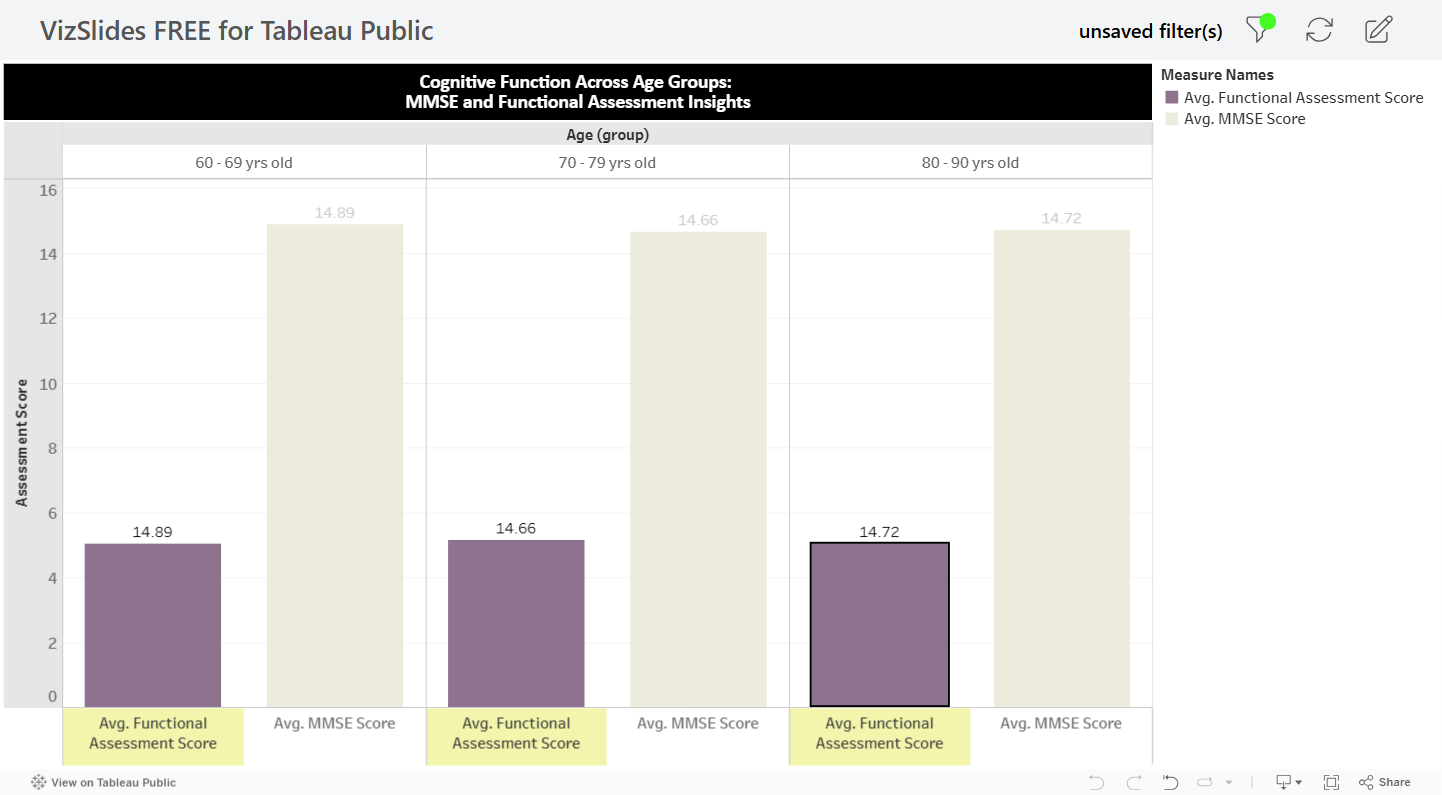 VizSlides FREE for Tableau Public
unsaved filter(s)
Cognitive Function Across Age Groups:
MMSE and Functional Assessment Insights
Measure Names
Avg. Functional Assessment Score
Avg. MMSE Score
Age (group)
60 - 69 yrs old
70 - 79 yrs old
80 - 90 yrs old
Assessment Score
16
14
12
10
8
6
4
2
0
14.89
14.89
14.66
14.66
14.72
14.72
Avg. Functional
Assessment Score
Avg. MMSE Score
Avg. Functional
Assessment Score
Avg. MMSE Score
Avg. Functional
Assessment Score
Avg. MMSE Score
View on Tableau Public
Share